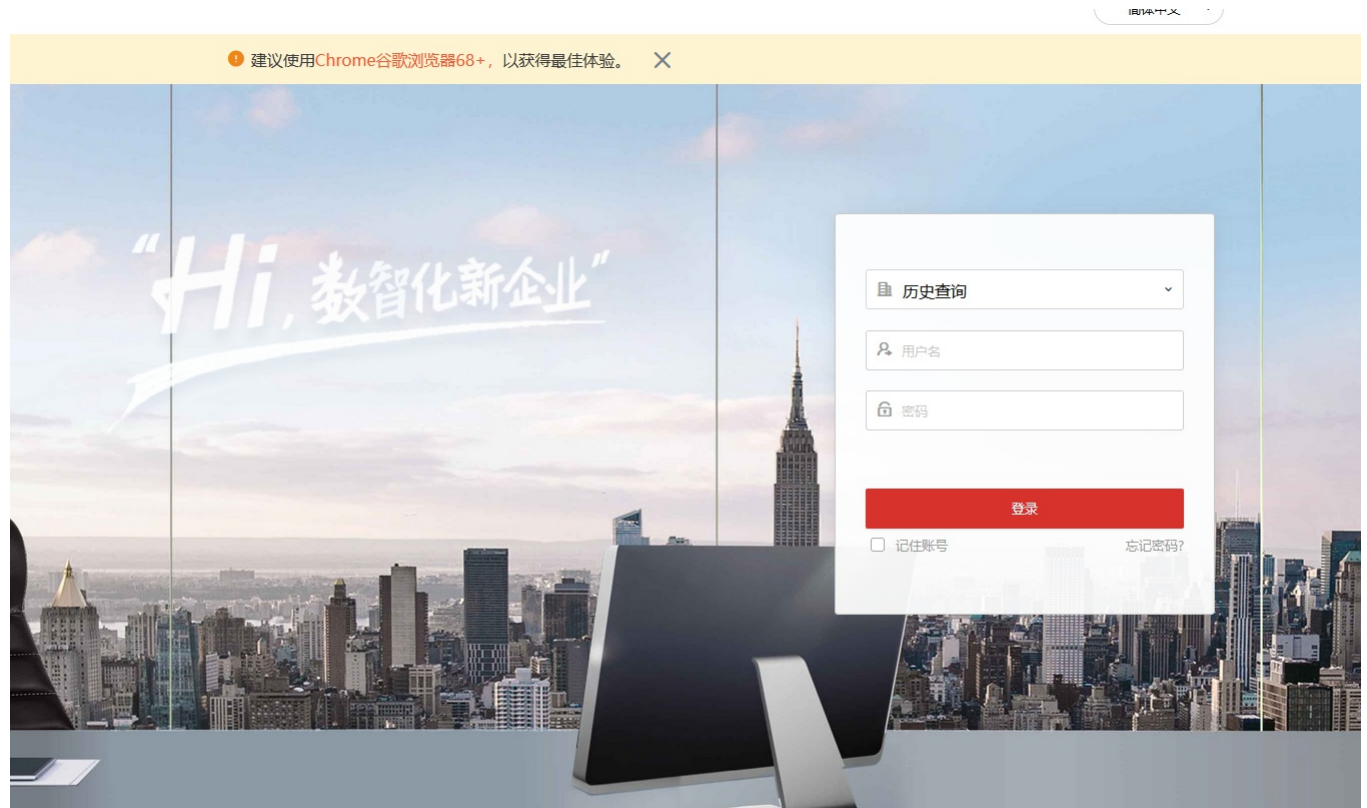 建议使用Chrome谷歌浏览器68+，以获得最佳体验。
“Hi, 数智化新企业”
历史查询
用户名
密码
登录
记住账号
忘记密码?